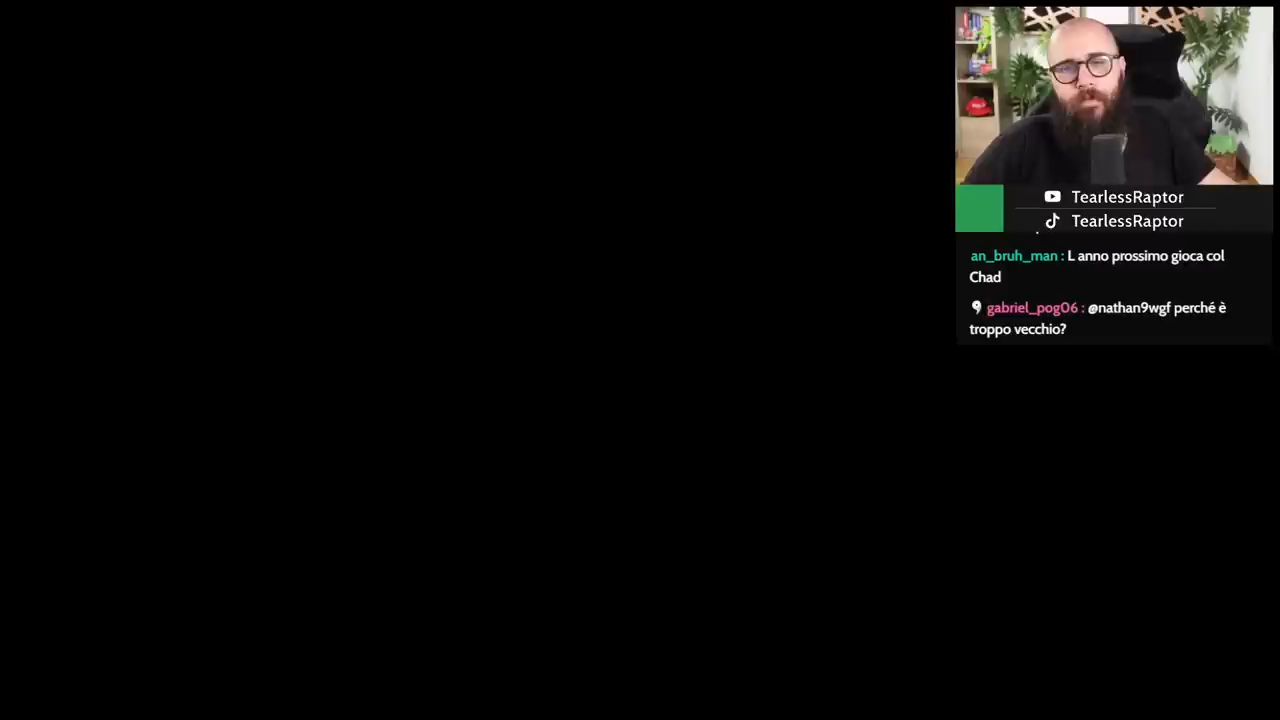 TearlessRaptor
TearlessRaptor
an_bruh_man : L anno prossimo gioca col
Chad
gabriel_pog06 : @nathan9wgf perché è
troppo vecchio?